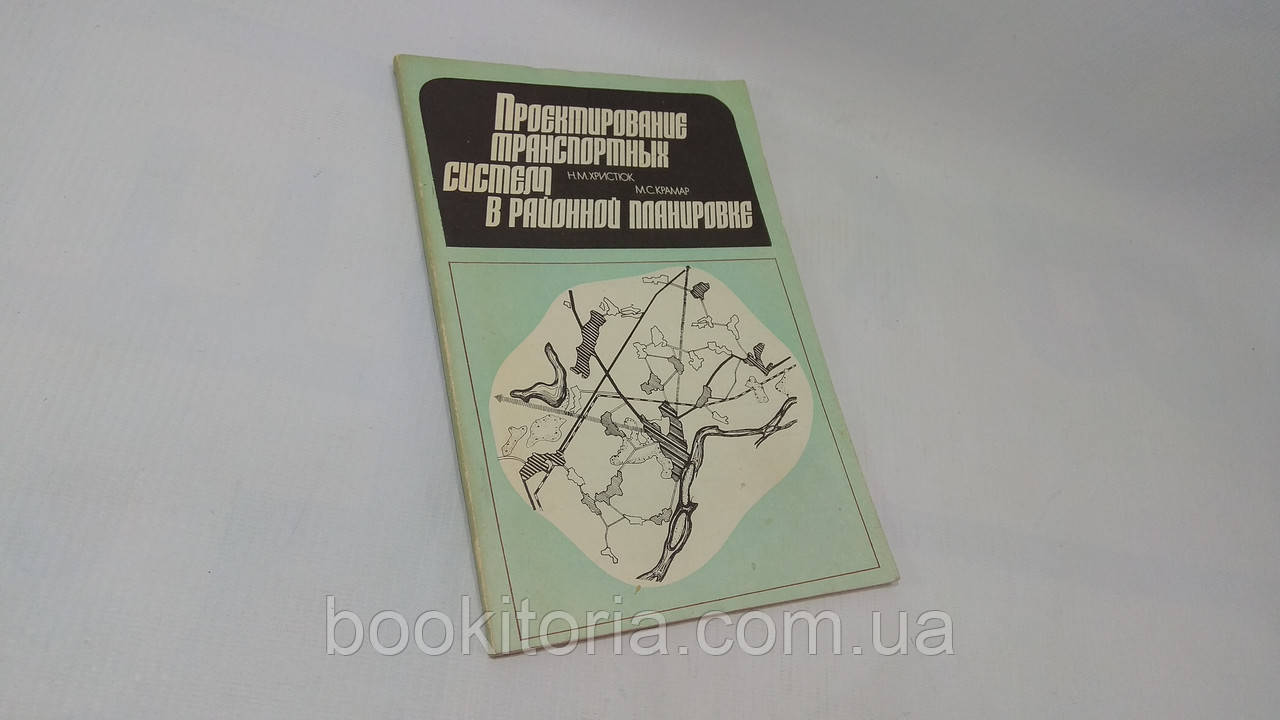 Проектирование
транспортных
систем
Н.М.ХРИСТЮК
М.С.КРАМАР
в районной планировке
bookitoria.com.ua